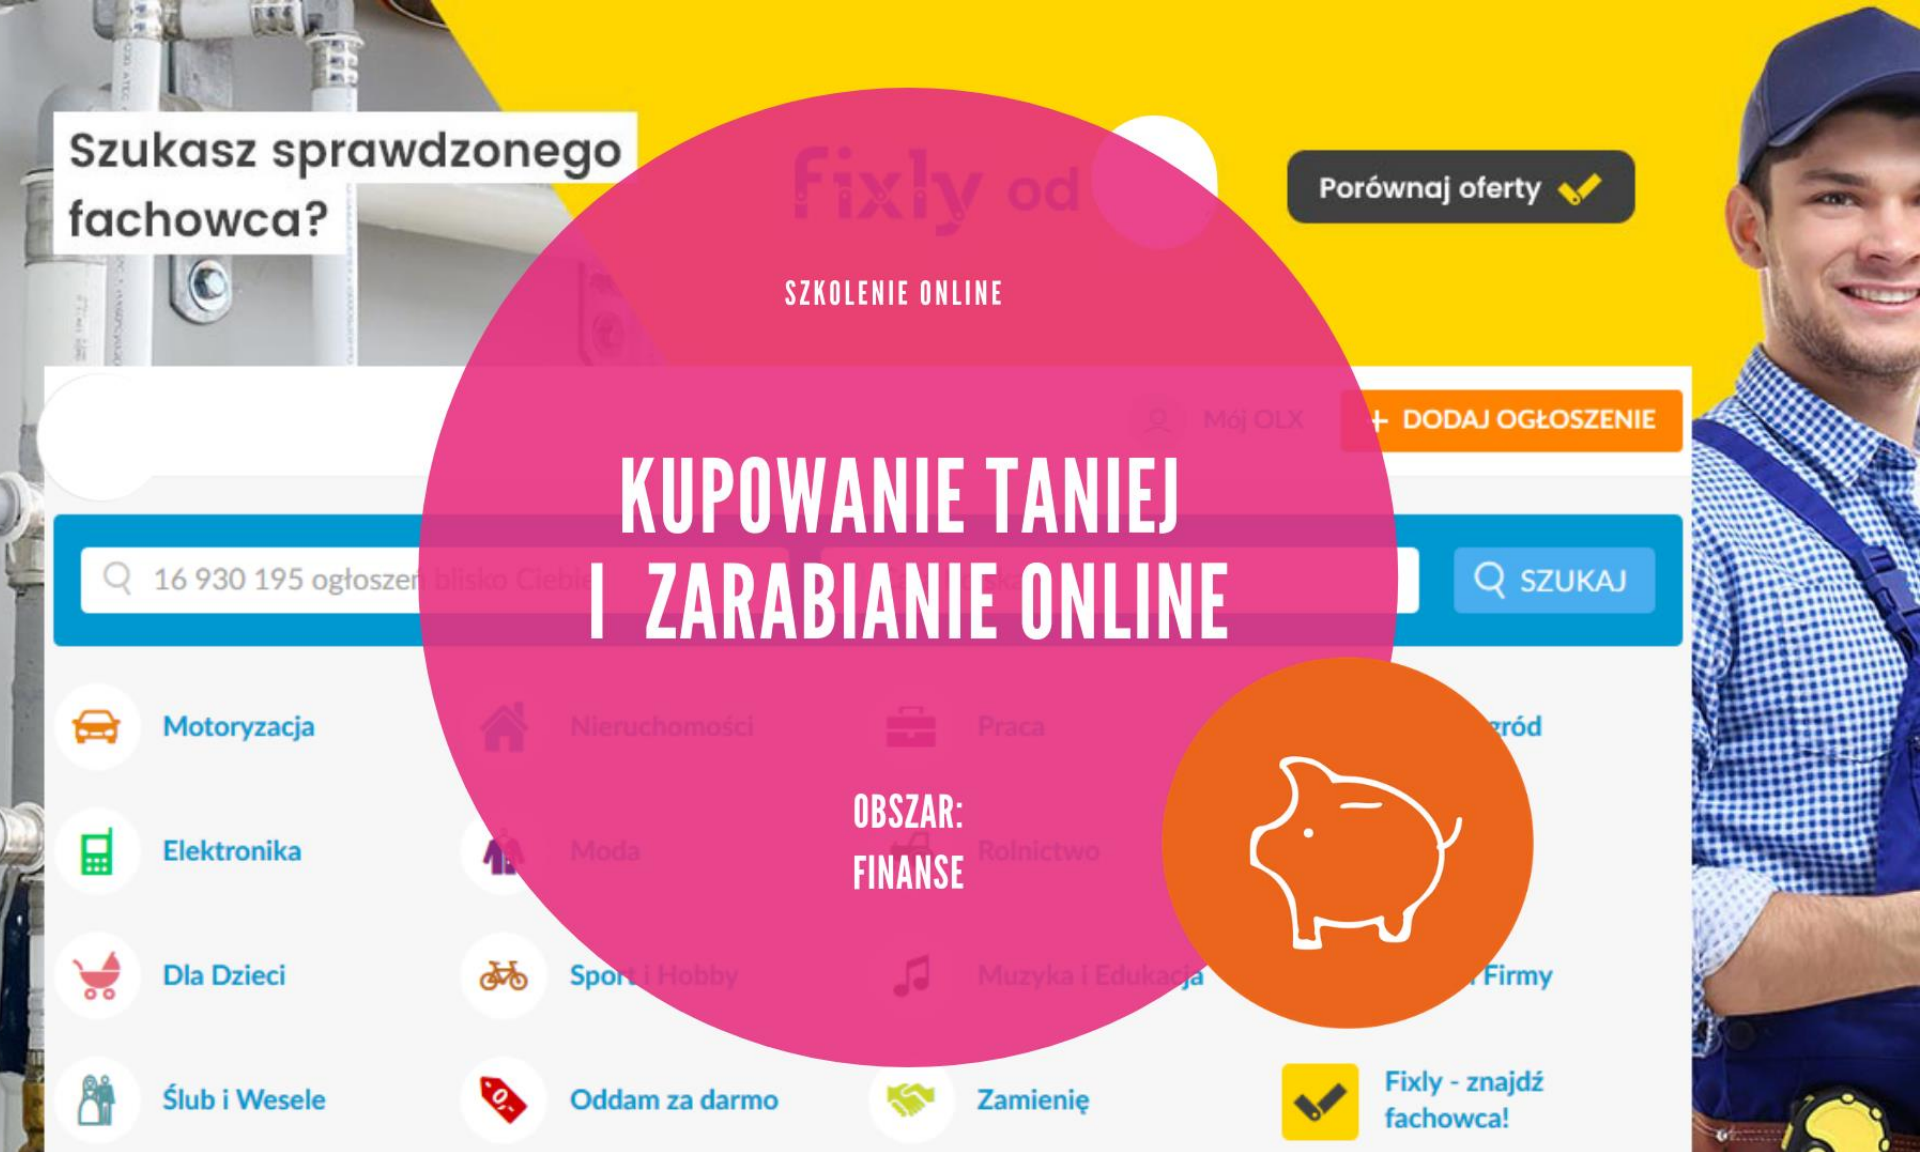 Szukasz sprawdzonego
fachowca?
fixly od
Porównaj oferty
SZKOLENIE ONLINE
Mój OLX
+ DODAJ OGŁOSZENIE
KUPOWANIE TANIEJ
I ZARABIANIE ONLINE
16 930 195 ogłoszeń blisko Ciebie
SZUKAJ
Motoryzacja
Nieruchomości
Praca
gród
Elektronika
Moda
Rolnictwo
OBSZAR:
FINANSE
Dla Dzieci
Sport i Hobby
Muzyka i Edukacja
Firmy
Ślub i Wesele
Oddam za darmo
0,-
Zamienię
Fixly - znajdź
fachowca!